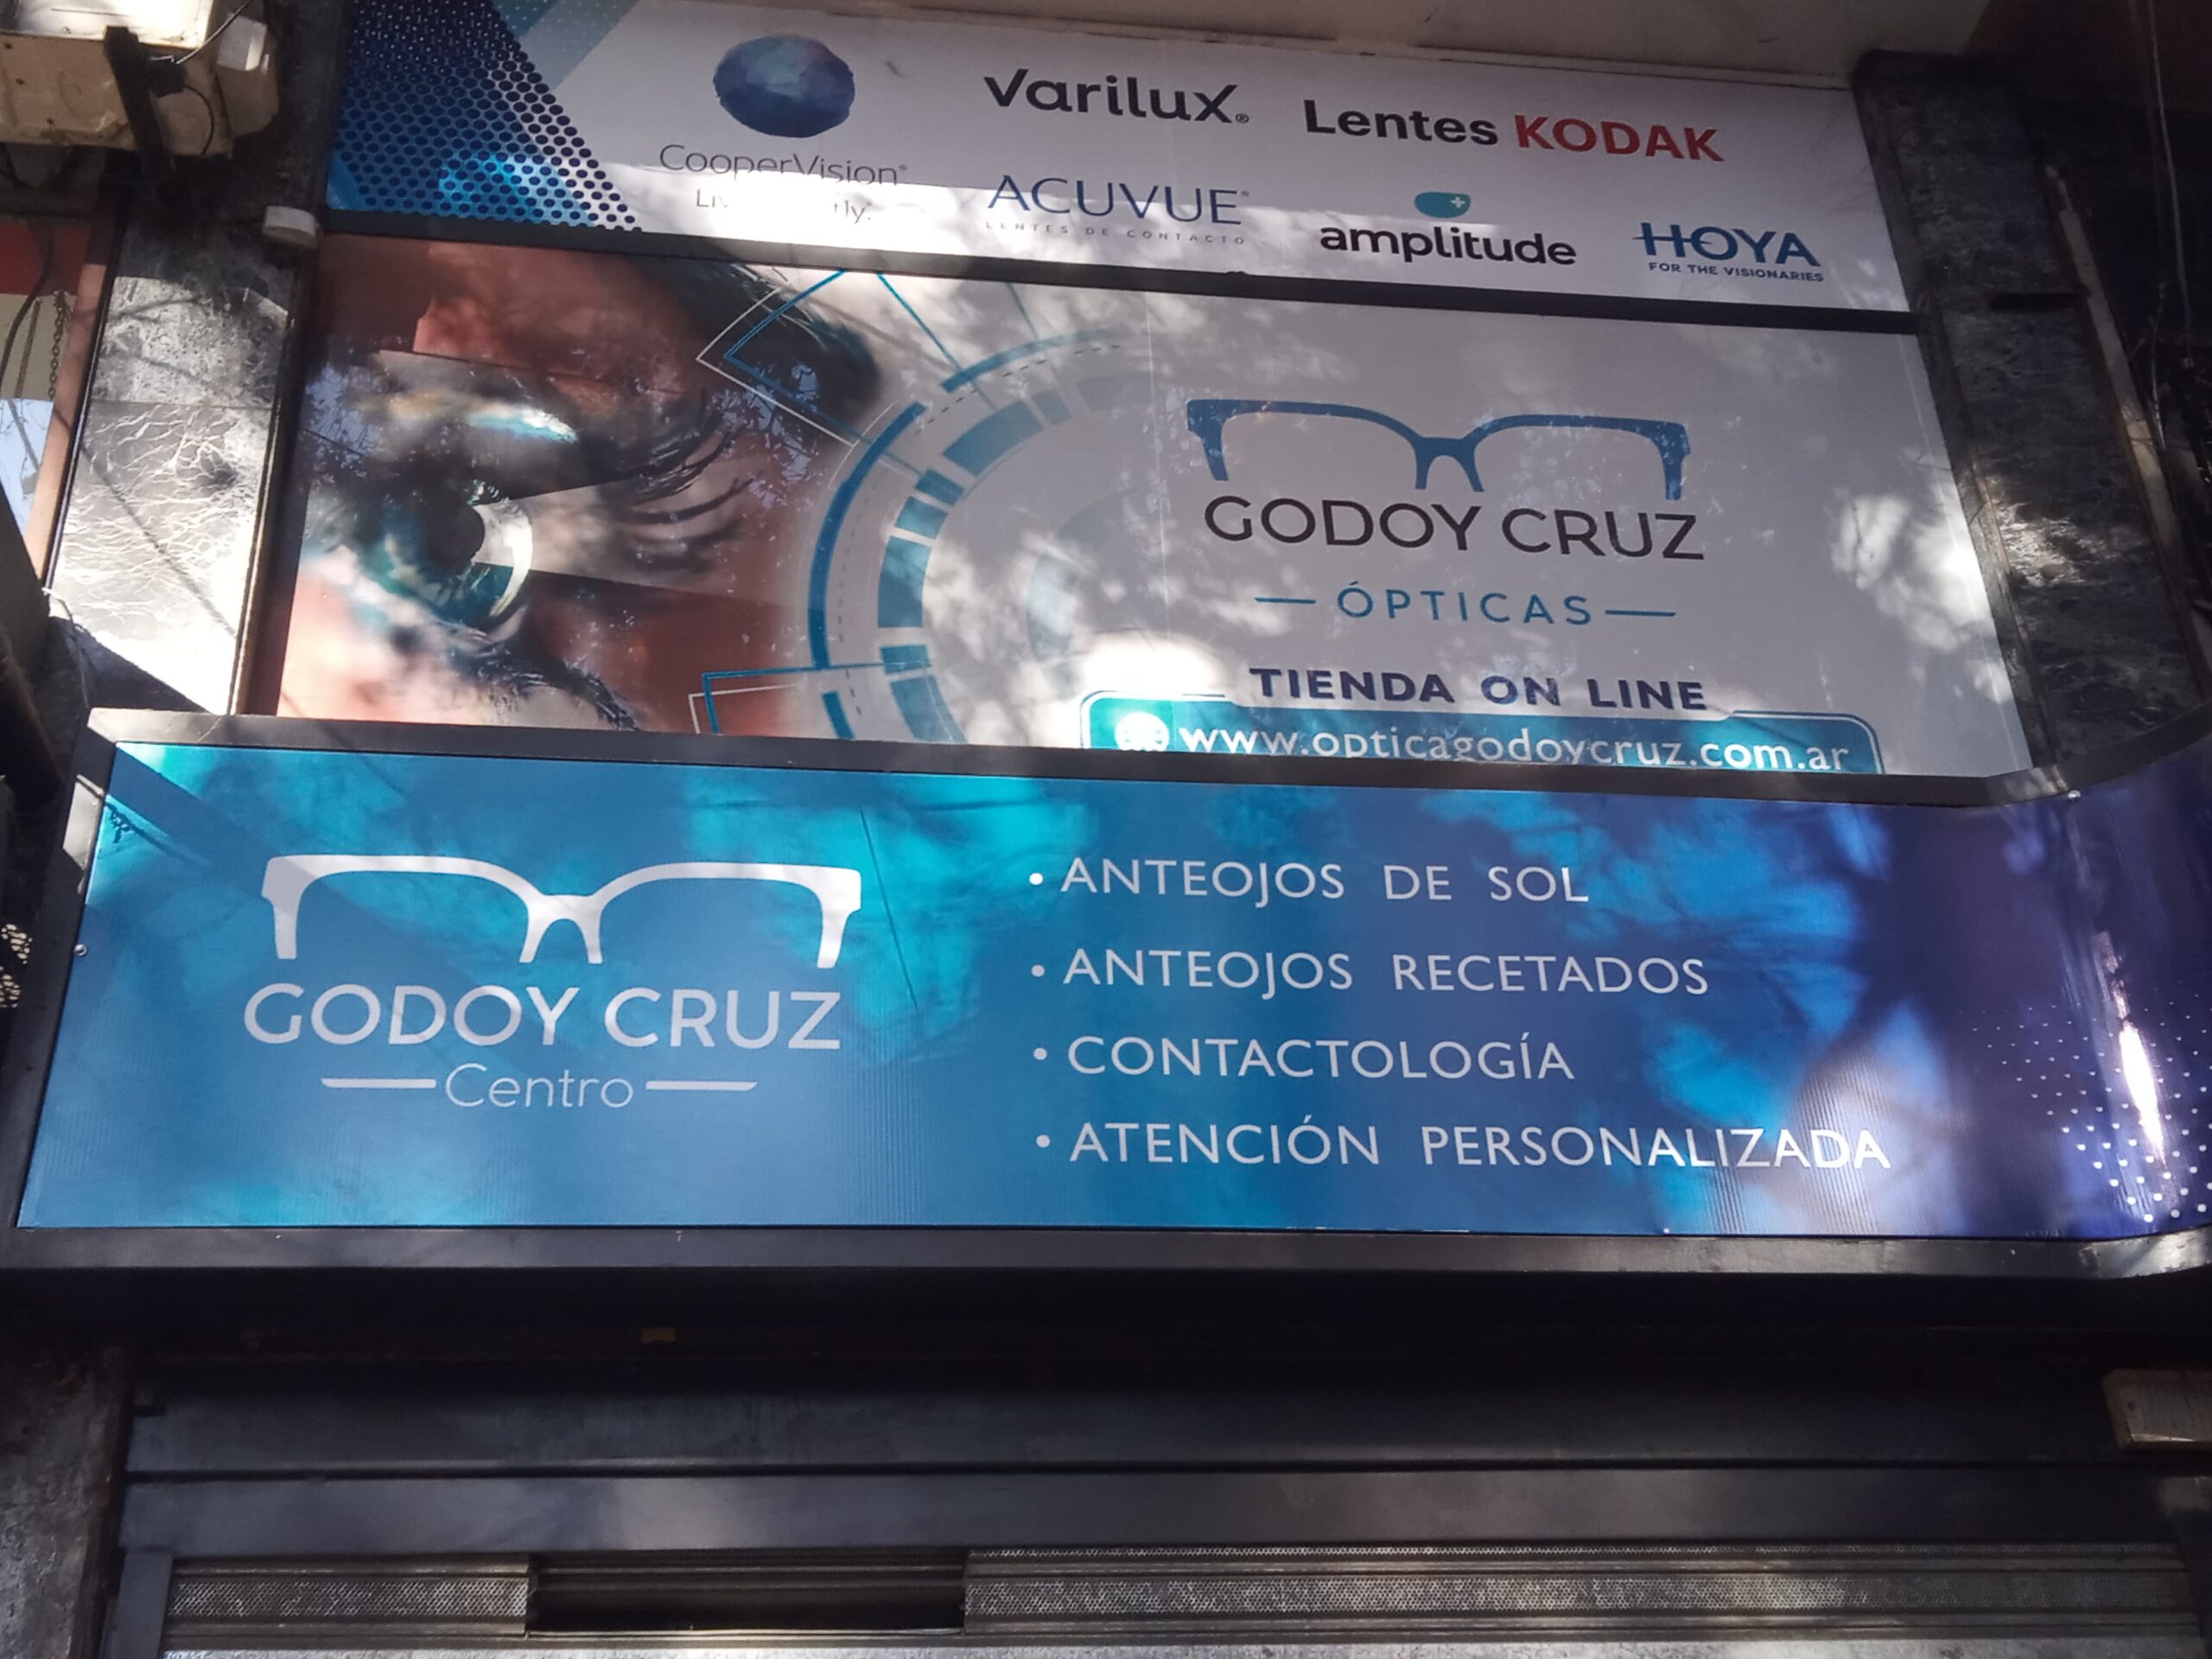 CooperVision®
Varilux®
Lentes KODAK
ACUVUE®
LENTES DE CONTACTO
amplitude
HOYA
FOR THE VISIONARIES
GODOY CRUZ
ÓPTICAS
TIENDA ON LINE
www.opticagodoycruz.com.ar
GODOY CRUZ
Centro
• ANTEOJOS DE SOL
• ANTEOJOS RECETADOS
• CONTACTOLOGÍA
• ATENCIÓN PERSONALIZADA